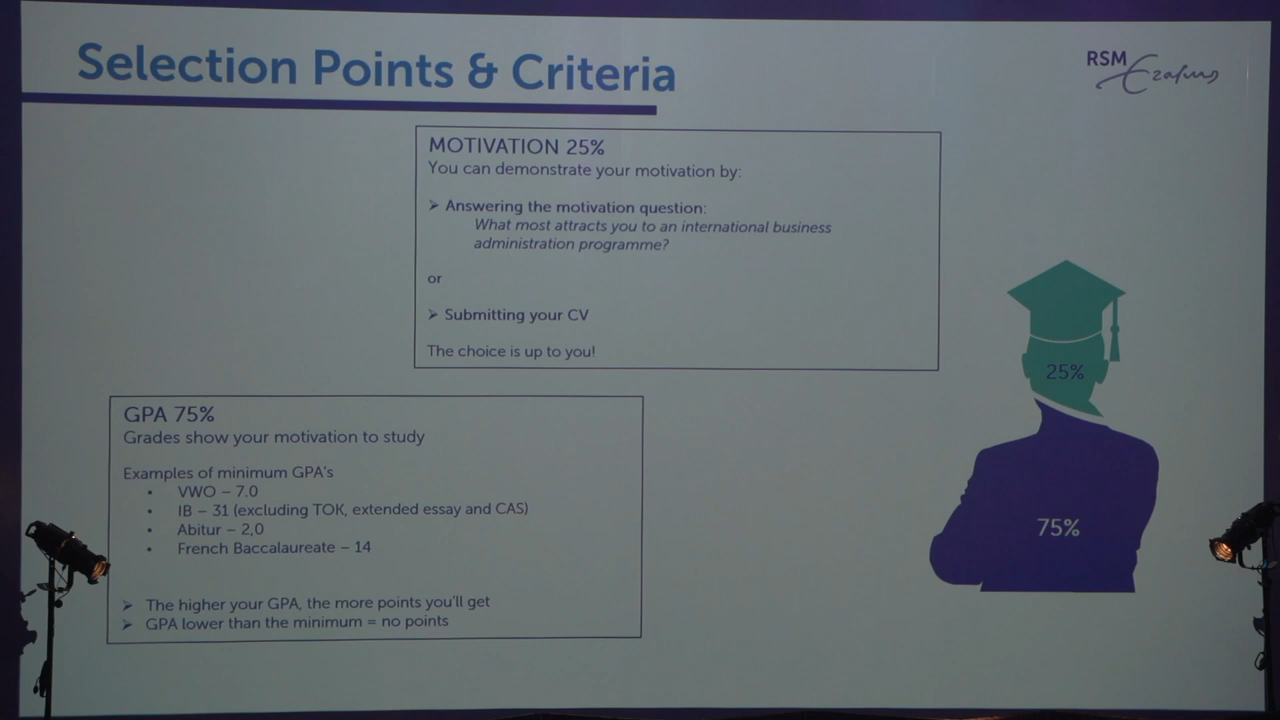 Selection Points & Criteria
RSM
Erasmus
MOTIVATION 25%
You can demonstrate your motivation by:
➢ Answering the motivation question:
What most attracts you to an international business
administration programme?
or
➢ Submitting your CV
The choice is up to you!
25%
GPA 75%
Grades show your motivation to study
Examples of minimum GPA's
• VWO – 7.0
• IB – 31 (excluding TOK, extended essay and CAS)
• Abitur – 2,0
• French Baccalaureate – 14
75%
➢ The higher your GPA, the more points you'll get
➢ GPA lower than the minimum = no points